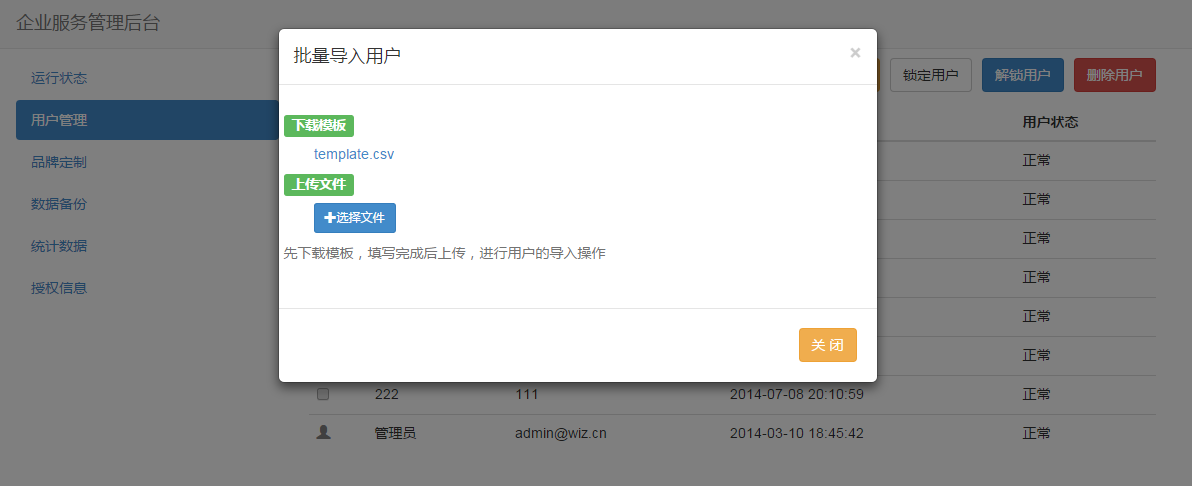 企业服务管理后台
批量导入用户
×
运行状态
锁定用户
解锁用户
删除用户
用户管理
下载模板
用户状态
template.csv
品牌定制
正常
上传文件
数据备份
正常
选择文件
统计数据
正常
先下载模板，填写完成后上传，进行用户的导入操作
授权信息
正常
正常
关 闭
正常
222 111 2014-07-08 20:10:59 正常
管理员 admin@wiz.cn 2014-03-10 18:45:42 正常